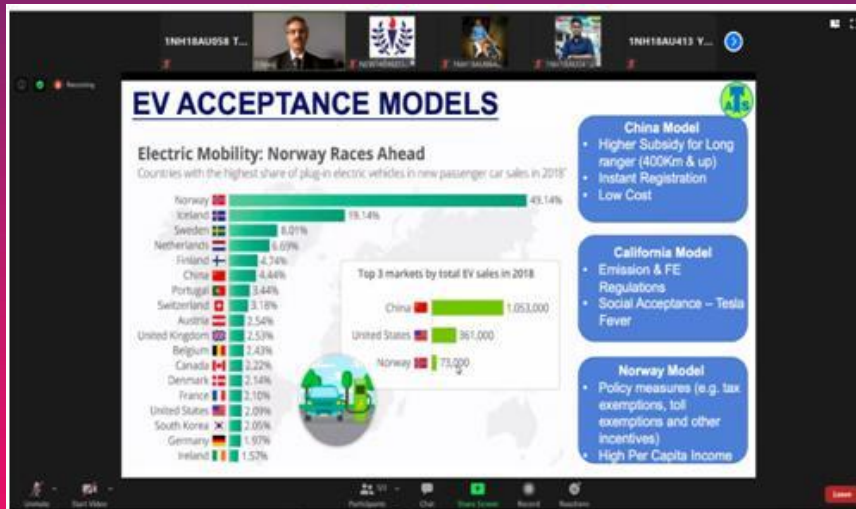 1NH18AU058 T...
1NH18AU413 Y...
Recording
EV ACCEPTANCE MODELS
ATS
Electric Mobility: Norway Races Ahead
Countries with the highest share of plug-in electric vehicles in new passenger car sales in 2018*
Norway 49.14%
Iceland 19.14%
Sweden 8.01%
Netherlands 6.69%
Finland 4.74%
China 4.44%
Portugal 3.44%
Switzerland 3.18%
Austria 2.54%
United Kingdom 2.53%
Belgium 2.43%
Canada 2.22%
Denmark 2.14%
France 2.10%
United States 2.09%
South Korea 2.05%
Germany 1.97%
Ireland 1.57%
Top 3 markets by total EV sales in 2018
China 1,053,000
United States 361,000
Norway 73,000
China Model
• Higher Subsidy for Long
ranger (400Km & up)
• Instant Registration
• Low Cost
California Model
• Emission & FE
Regulations
• Social Acceptance – Tesla
Fever
Norway Model
• Policy measures (e.g. tax
exemptions, toll
exemptions and other
incentives)
• High Per Capita Income
Unmute
Start Video
Participants
Chat
Share Screen
Record
Reactions
Leave